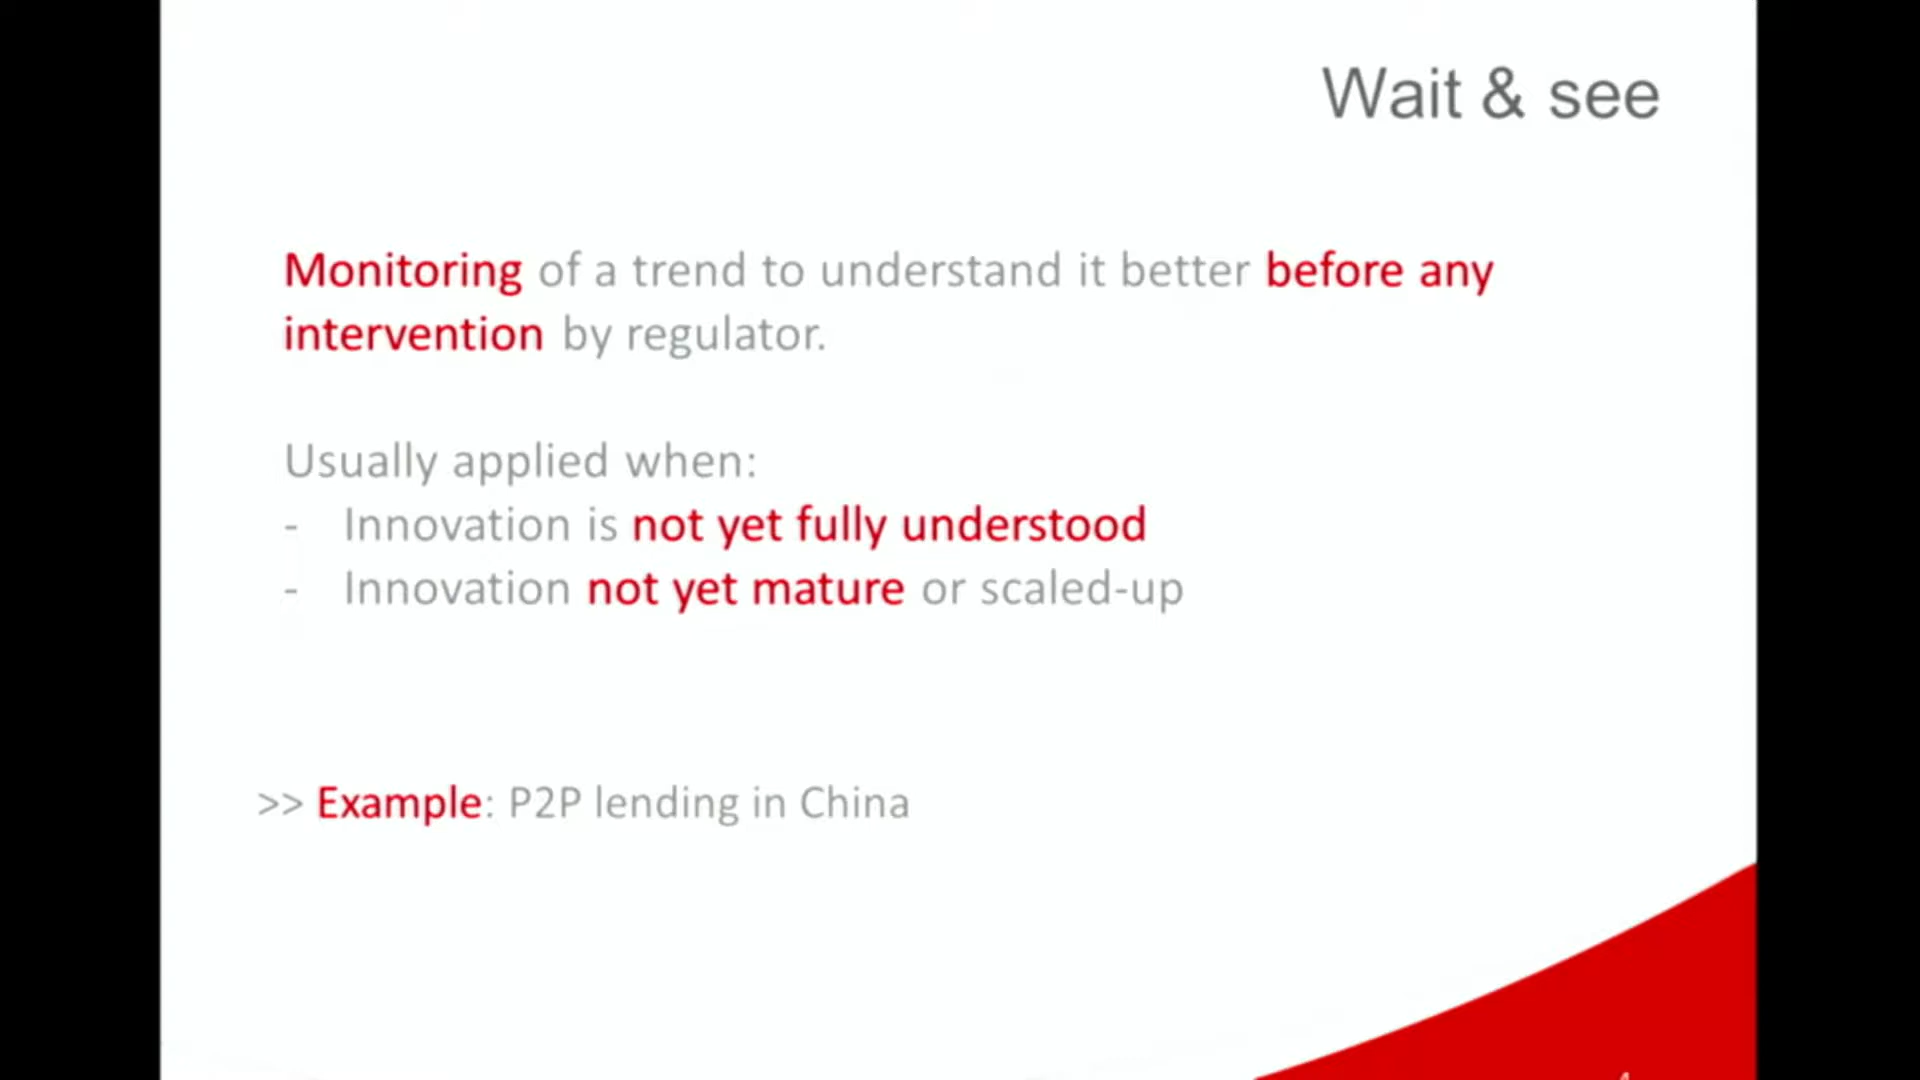 Wait & see
Monitoring of a trend to understand it better before any
intervention by regulator.
Usually applied when:
- Innovation is not yet fully understood
- Innovation not yet mature or scaled-up
>> Example: P2P lending in China